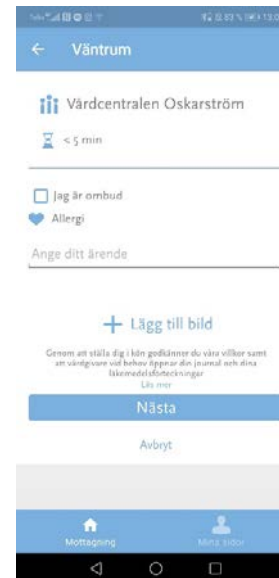 Väntrum
Vårdcentralen Oskarström
< 5 min
Jag är ombud
Allergi
Ange ditt ärende
Lägg till bild
Genom att ställa dig i kön godkänner du våra villkor samt
att vårdgivare vid behov öppnar din journal och dina
läkemedelsförteckningar
Läs mer
Nästa
Avbryt
Mottagning
Mina sidor